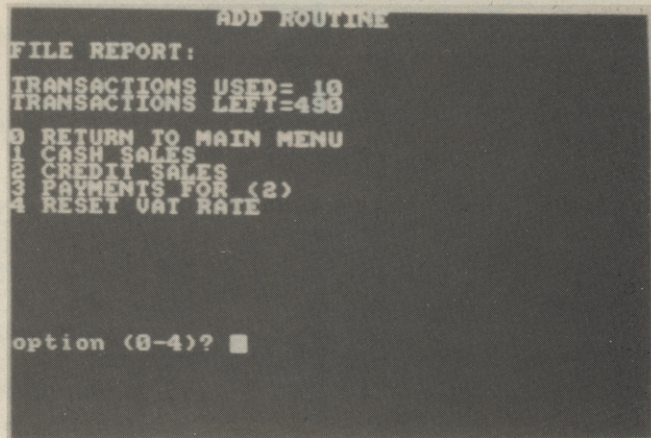 ADD ROUTINE
FILE REPORT:
TRANSACTIONS USED= 10
TRANSACTIONS LEFT=490
0 RETURN TO MAIN MENU
1 CASH SALES
2 CREDIT SALES
3 PAYMENTS FOR (2)
4 RESET VAT RATE
option (0-4)?